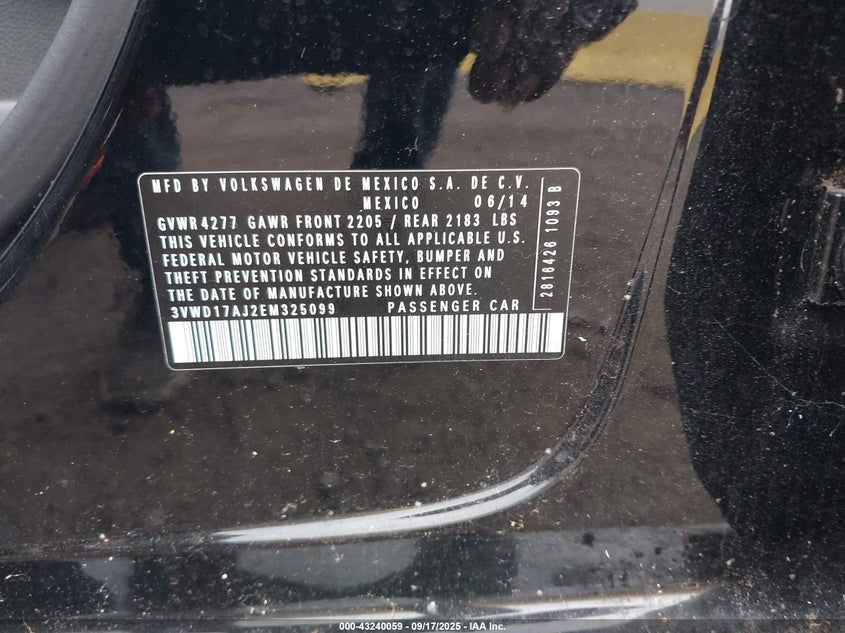 MFD BY VOLKSWAGEN DE MEXICO S.A. DE C.V.
MEXICO 06/14
GVWR 4277 GAWR FRONT 2205 / REAR 2183 LBS
THIS VEHICLE CONFORMS TO ALL APPLICABLE U.S.
FEDERAL MOTOR VEHICLE SAFETY, BUMPER AND
THEFT PREVENTION STANDARDS IN EFFECT ON
THE DATE OF MANUFACTURE SHOWN ABOVE.
3VWD17AJ2EM325099 PASSENGER CAR
2816426 1093 B
000-43240059 - 09/17/2025 - IAA Inc.